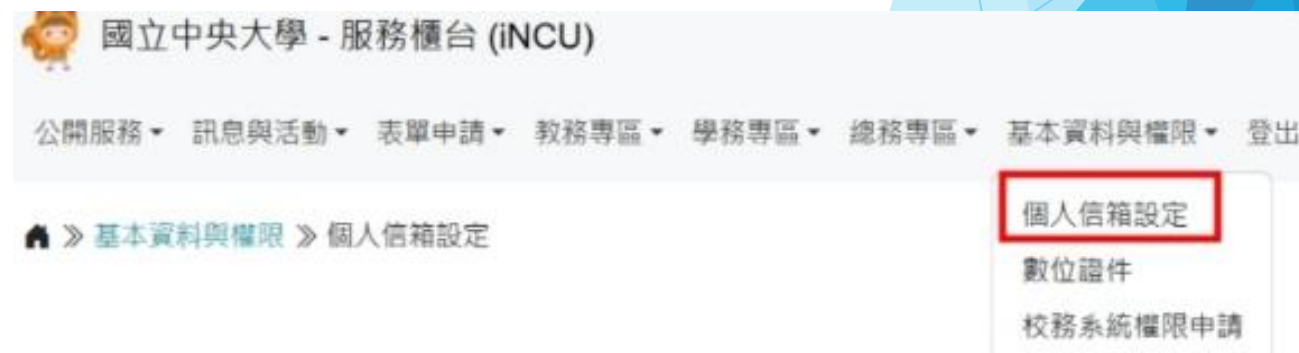 國立中央大學 - 服務櫃台 (iNCU)
公開服務 訊息與活動 表單申請 教務專區 學務專區 總務專區 基本資料與權限 登出
個人信箱設定
數位證件
校務系統權限申請
基本資料與權限 》 個人信箱設定